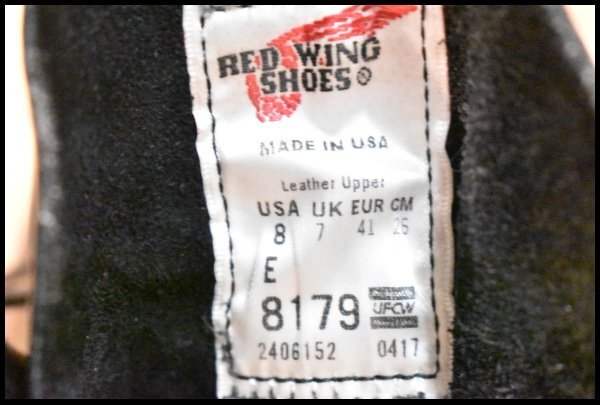 RED WING
SHOES®
MADE IN USA
Leather Upper
USA UK EUR CM
8 7 41 26
E
8179 UFCW
2406152 0417